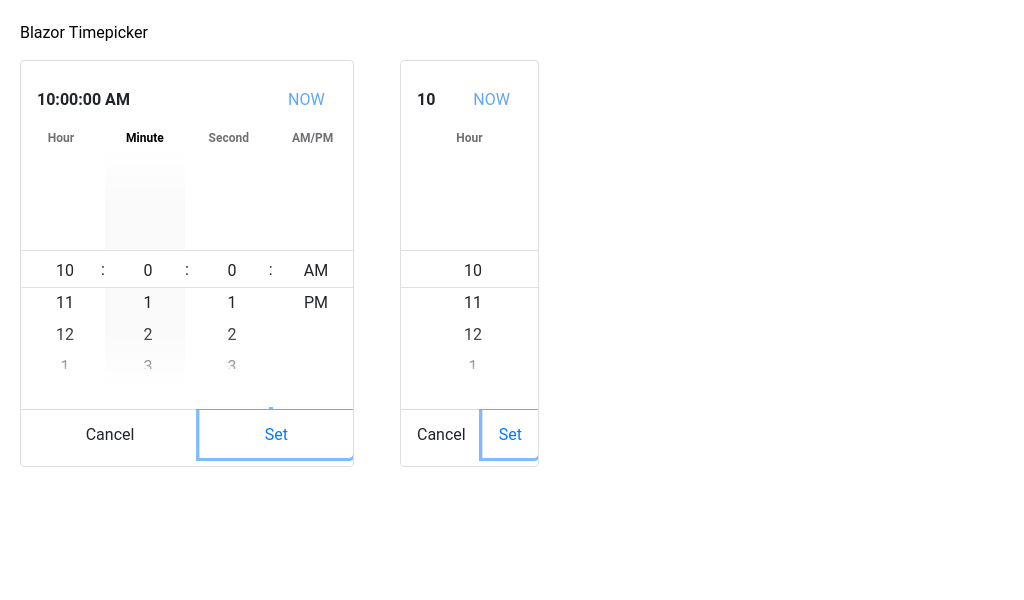 Blazor Timepicker
10:00:00 AM NOW
Hour Minute Second AM/PM
10 : 0 : 0 : AM
11 1 1 PM
12 2 2
1 3 3
Cancel Set
10 NOW
Hour
10
11
12
1
Cancel Set